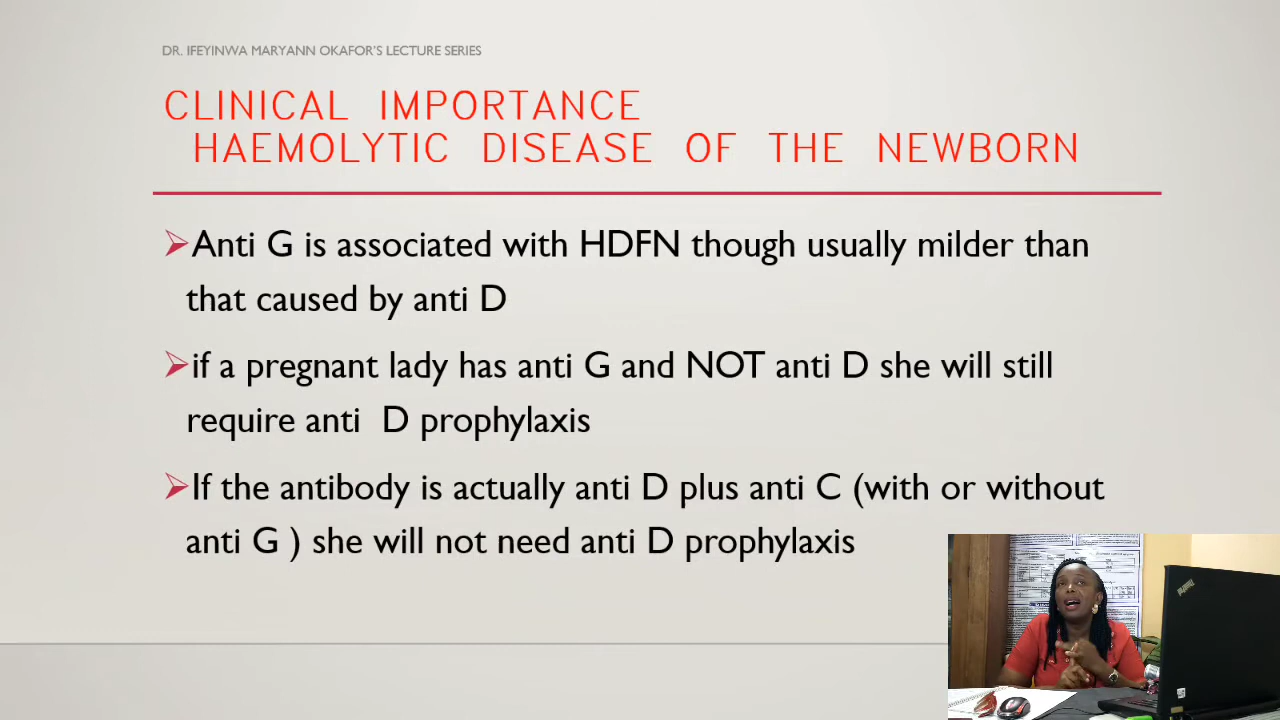 DR. IFEYINWA MARYANN OKAFOR'S LECTURE SERIES
CLINICAL IMPORTANCE
HAEMOLYTIC DISEASE OF THE NEWBORN
➢Anti G is associated with HDFN though usually milder than
that caused by anti D
➢if a pregnant lady has anti G and NOT anti D she will still
require anti D prophylaxis
➢If the antibody is actually anti D plus anti C (with or without
anti G ) she will not need anti D prophylaxis
ThinkPad